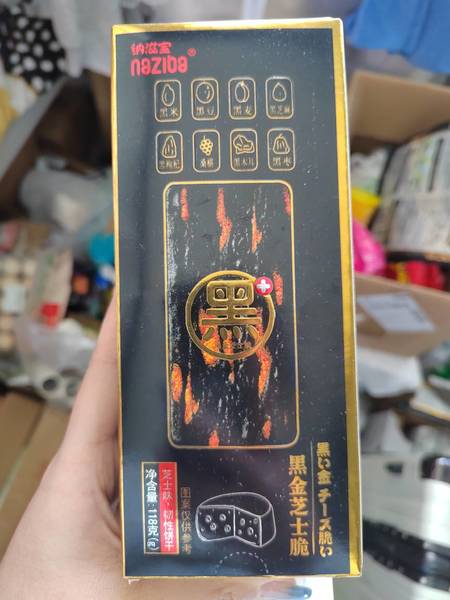 纳滋宝
naziba®
黑米
黑豆
黑麦
黑芝麻
黑枸杞
桑椹
黑木耳
黑枣
黑
黑い金 チーズ脆い
黑金芝士脆
图案仅供参考
芝士味·韧性饼干
净含量:118克(g)